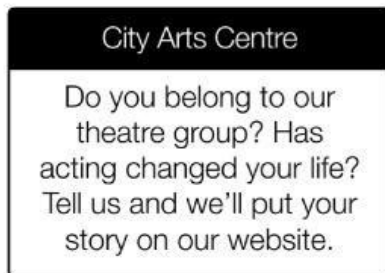 City Arts Centre
Do you belong to our
theatre group? Has
acting changed your life?
Tell us and we'll put your
story on our website.